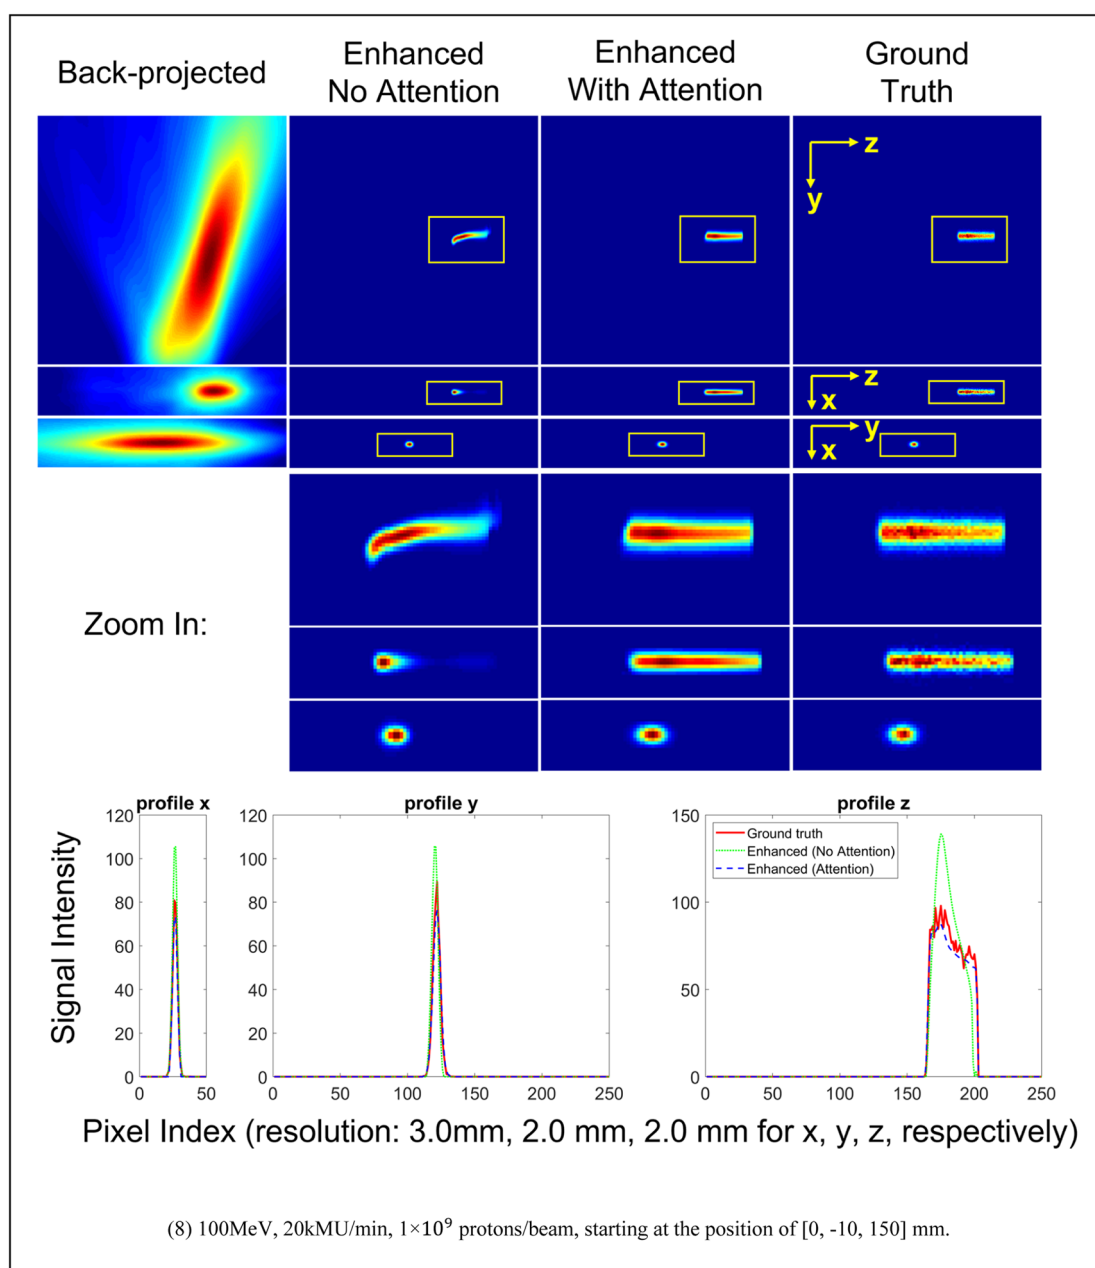 Back-projected
Enhanced
No Attention
Enhanced
With Attention
Ground
Truth
z
y
z
x
y
x
Zoom In:
profile x
profile y
profile z
120
100
80
60
40
20
0
0
50
120
100
80
60
40
20
0
0
50
100
150
200
250
150
100
50
0
0
50
100
150
200
250
Ground truth
Enhanced (No Attention)
Enhanced (Attention)
Signal Intensity
Pixel Index (resolution: 3.0mm, 2.0 mm, 2.0 mm for x, y, z, respectively)
(8) 100MeV, 20kMU/min, 1×10⁹ protons/beam, starting at the position of [0, -10, 150] mm.